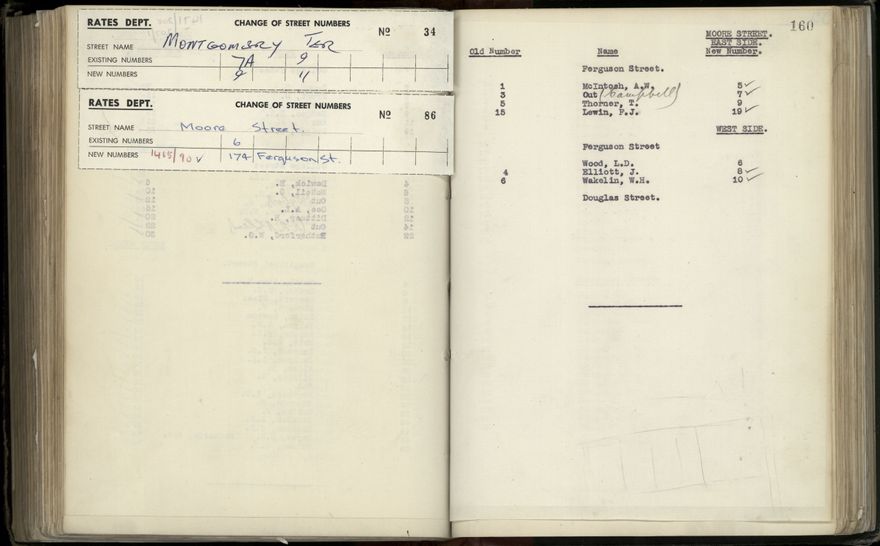 RATES DEPT. CHANGE OF STREET NUMBERS Nº 34
STREET NAME MONTGOMERY TER
EXISTING NUMBERS 7A 9
NEW NUMBERS 9 11
RATES DEPT. CHANGE OF STREET NUMBERS Nº 86
STREET NAME Moore Street.
EXISTING NUMBERS 6
NEW NUMBERS 14/5/90 ✓ 174 Ferguson St.
160
MOORE STREET.
EAST SIDE.
Old Number Name New Number.
Ferguson Street.
1 McIntosh, A.W. 5 ✓
3 Out (Campbell) 7 ✓
5 Thorner, T. 9
15 Lewin, P.J. 19 ✓
WEST SIDE.
Ferguson Street
Wood, L.D. 6
4 Elliott, J. 8 ✓
6 Wakelin, W.H. 10 ✓
Douglas Street.